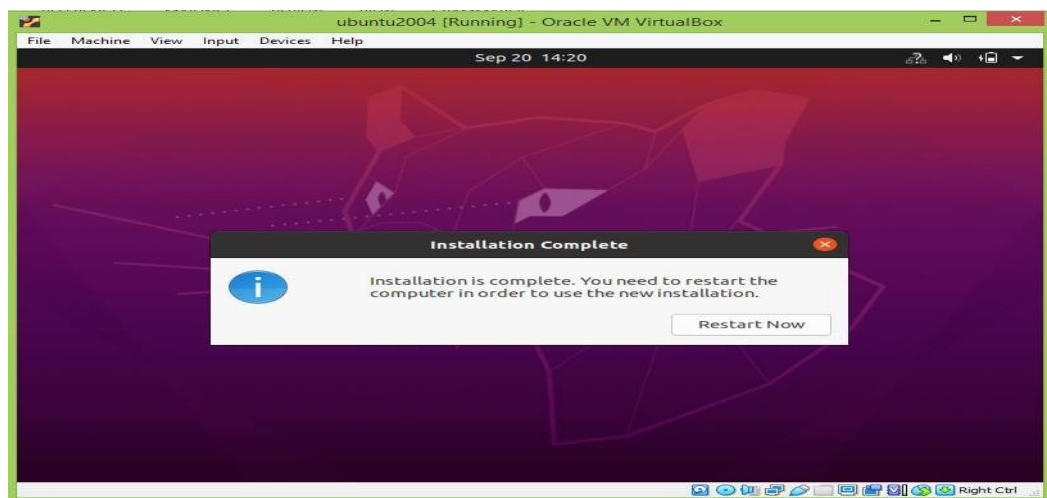 ubuntu2004 [Running] - Oracle VM VirtualBox
File Machine View Input Devices Help
Sep 20 14:20
Installation Complete
Installation is complete. You need to restart the
computer in order to use the new installation.
Restart Now
Right Ctrl